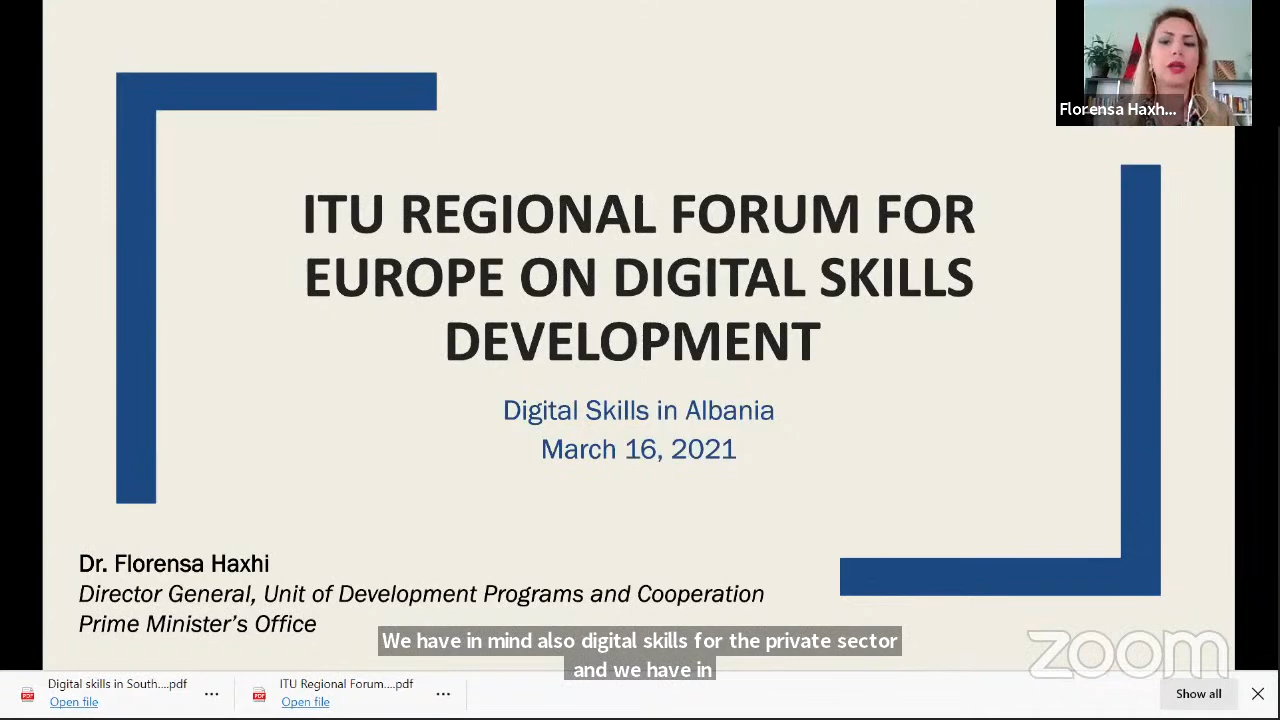 Florensa Haxh...
ITU REGIONAL FORUM FOR
EUROPE ON DIGITAL SKILLS
DEVELOPMENT
Digital Skills in Albania
March 16, 2021
Dr. Florensa Haxhi
Director General, Unit of Development Programs and Cooperation
Prime Minister's Office
We have in mind also digital skills for the private sector
and we have in
zoom
Digital skills in South....pdf
Open file
ITU Regional Forum....pdf
Open file
Show all